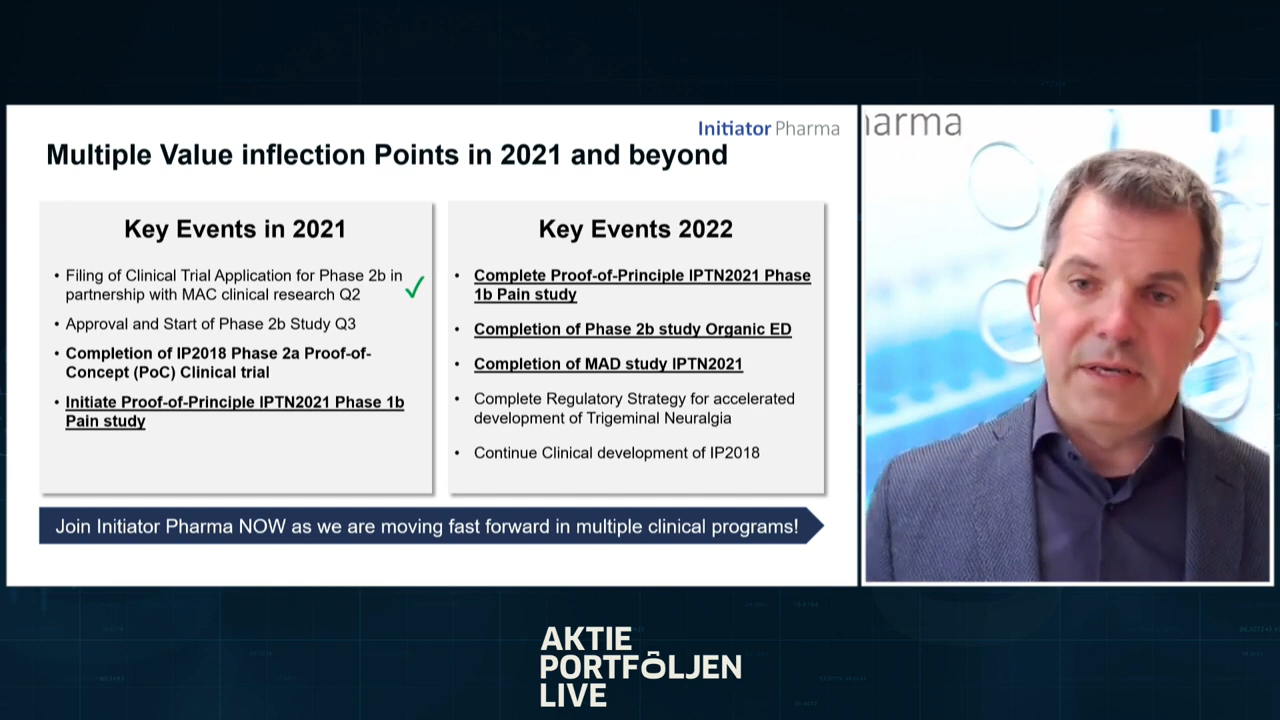 Initiator Pharma
Multiple Value inflection Points in 2021 and beyond
Key Events in 2021
• Filing of Clinical Trial Application for Phase 2b in
partnership with MAC clinical research Q2
• Approval and Start of Phase 2b Study Q3
• Completion of IP2018 Phase 2a Proof-of-
Concept (PoC) Clinical trial
• Initiate Proof-of-Principle IPTN2021 Phase 1b
Pain study
Key Events 2022
• Complete Proof-of-Principle IPTN2021 Phase
1b Pain study
• Completion of Phase 2b study Organic ED
• Completion of MAD study IPTN2021
• Complete Regulatory Strategy for accelerated
development of Trigeminal Neuralgia
• Continue Clinical development of IP2018
Join Initiator Pharma NOW as we are moving fast forward in multiple clinical programs!
arma
AKTIE
PORTFÖLJEN
LIVE